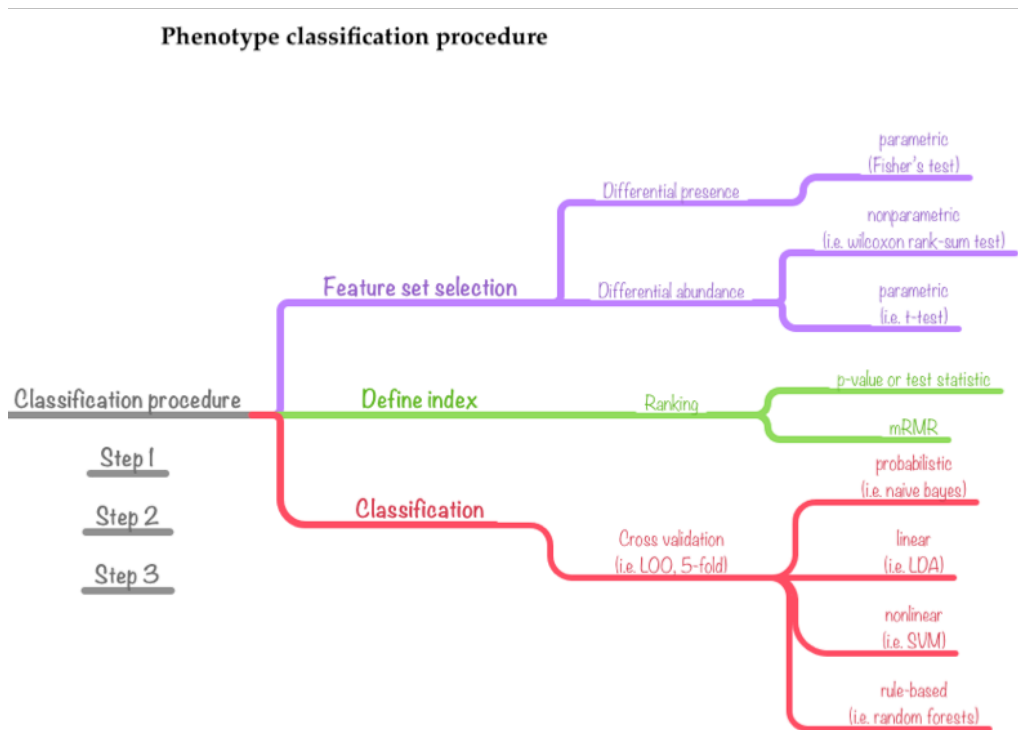 Phenotype classification procedure
parametric
(Fisher's test)
Differential presence
nonparametric
(i.e. wilcoxon rank-sum test)
Feature set selection
Differential abundance
parametric
(i.e. t-test)
Classification procedure
Define index
Ranking
p-value or test statistic
mRMR
Step 1
Step 2
Step 3
Classification
Cross validation
(i.e. LOO, 5-fold)
probabilistic
(i.e. naive bayes)
linear
(i.e. LDA)
nonlinear
(i.e. SVM)
rule-based
(i.e. random forests)